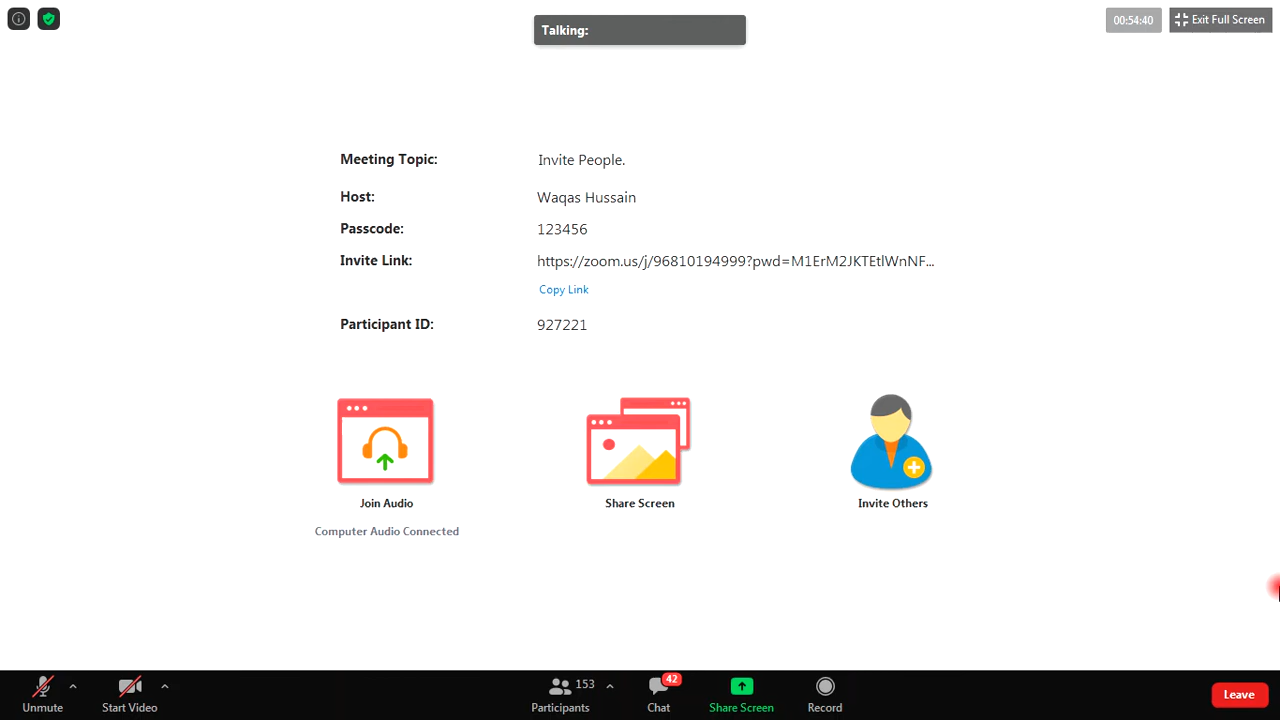 Talking:
00:54:40
Exit Full Screen
Meeting Topic: Invite People.
Host: Waqas Hussain
Passcode: 123456
Invite Link: https://zoom.us/j/96810194999?pwd=M1ErM2JKTEtlWnNF...
Copy Link
Participant ID: 927221
Join Audio
Share Screen
Invite Others
Computer Audio Connected
Unmute
Start Video
153
Participants
42
Chat
Share Screen
Record
Leave